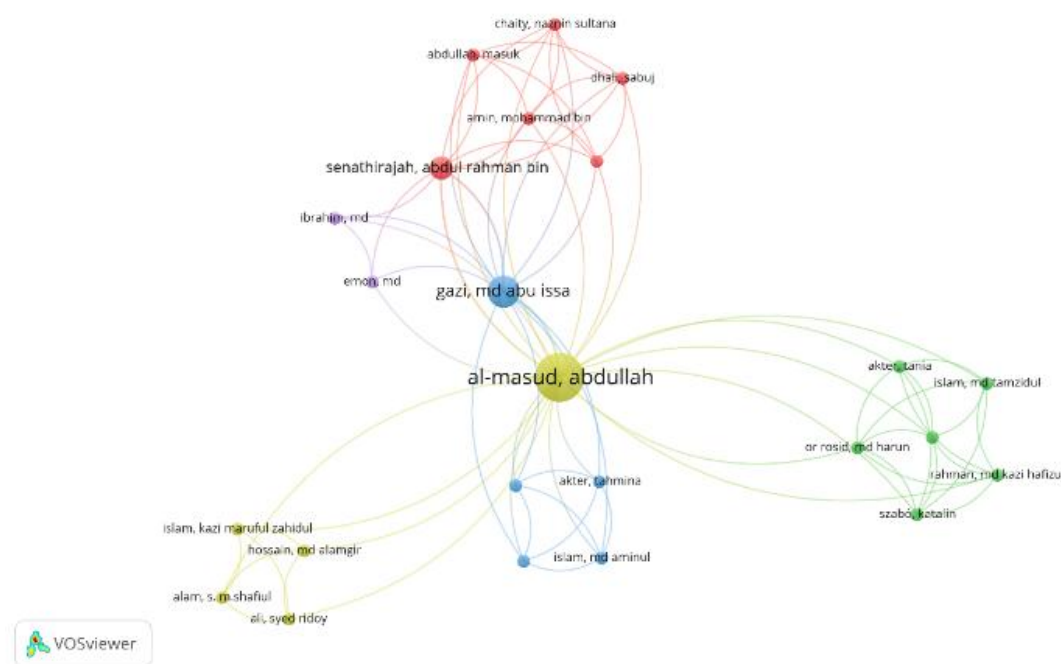 chaity, naznin sultana
abdullah, masuk
dhali, sabuj
amin, mohammad bin
senathirajah, abdul rahman bin
ibrahim, md
emon, md
gazi, md abu issa
al-masud, abdullah
akter, tania
islam, md tamzidul
or rosid, md harun
rahman, md kazi hafizu
szabó, katalin
akter, tahmina
islam, md aminul
islam, kazi maruful zahidul
hossain, md alamgir
alam, s. m shafiul
ali, syed ridoy
VOSviewer